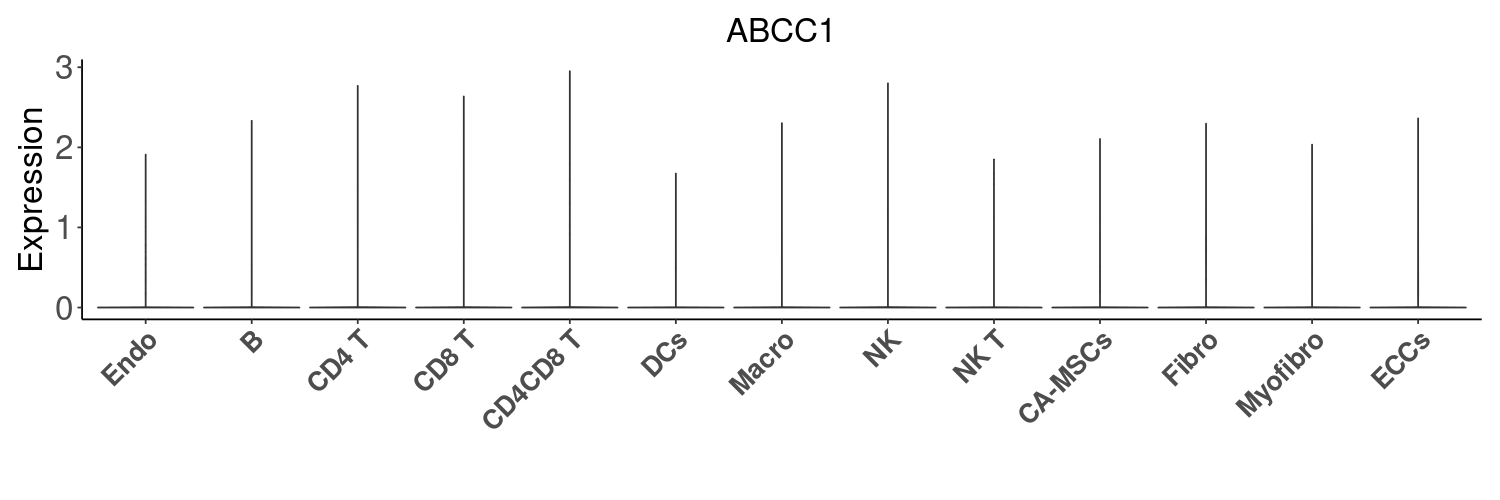 ABCC1
Expression
3
2
1
0
Endo
B
CD4 T
CD8 T
CD4CD8 T
DCs
Macro
NK
NK T
CA-MSCs
Fibro
Myofibro
ECCs